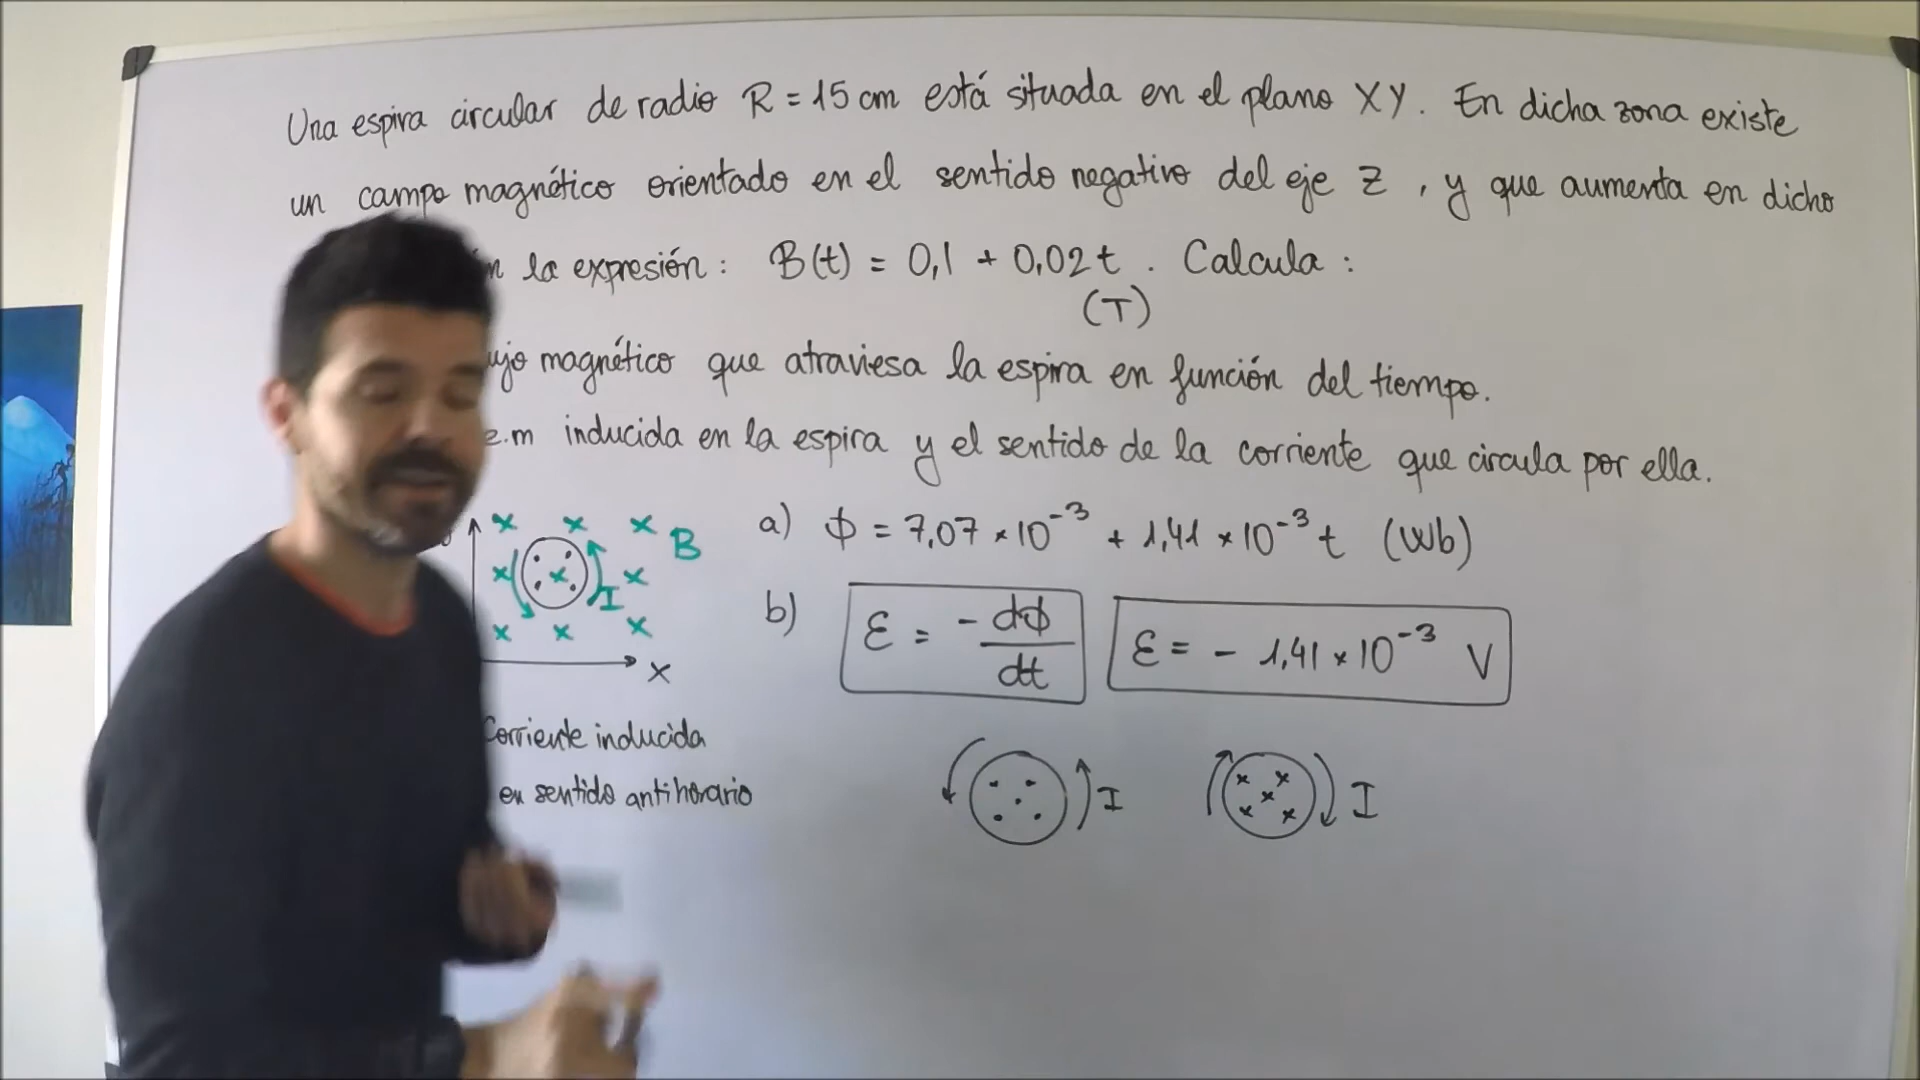 Una espira circular de radio R = 15 cm está situada en el plano XY. En dicha zona existe
un campo magnético orientado en el sentido negativo del eje Z, y que aumenta en dicho
la expresión: B(t) = 0,1 + 0,02 t. Calcula:
(T)
magnético que atraviesa la espira en función del tiempo.
e.m inducida en la espira y el sentido de la corriente que circula por ella.
a) ϕ = 7,07 × 10⁻³ + 1,41 × 10⁻³ t (Wb)
B
I
X
b) ε = - dϕ/dt ε = - 1,41 × 10⁻³ V
Corriente inducida
en sentido antihorario
I I